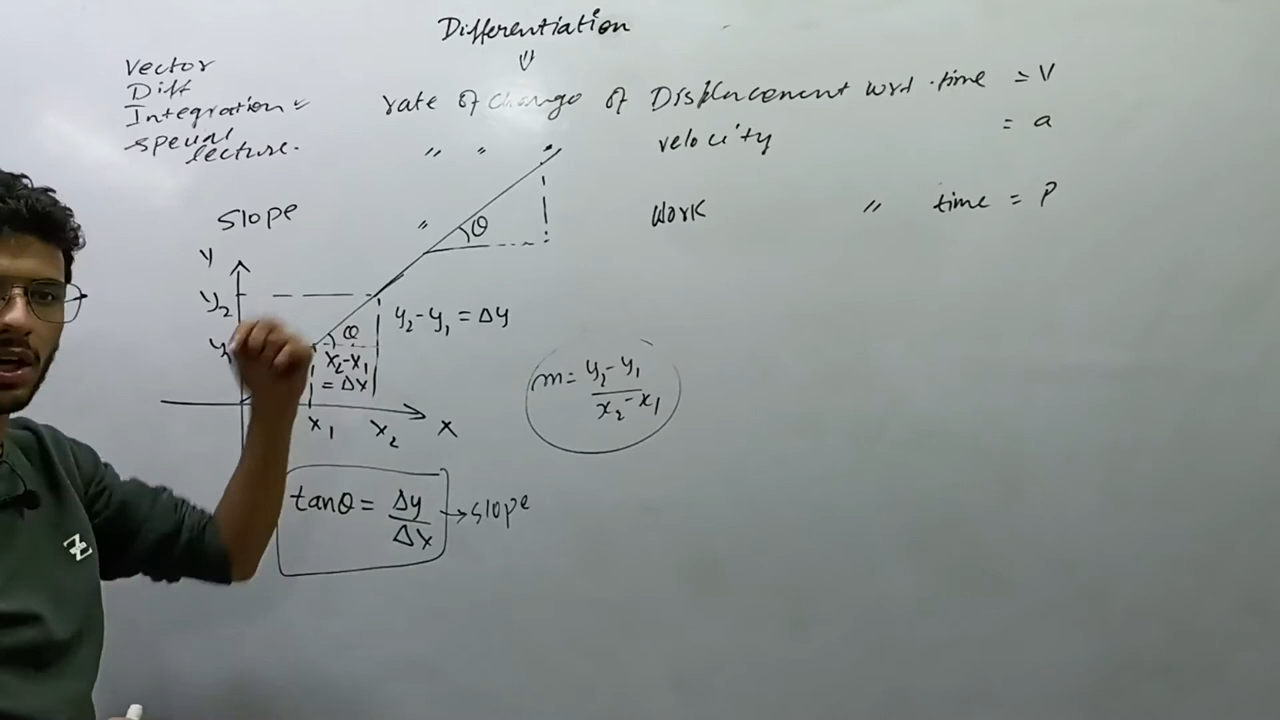 Differentiation
Vector
Diff
Integration
special
lecture.
rate of change of Displacement wrt time = V
" " velocity = a
" Work " time = P
slope
Y
y2
y1
θ
θ
y2-y1 = Δy
x2-x1
= Δx
x1 x2 X
m = y2-y1
x2-x1
tanθ = Δy → slope
Δx